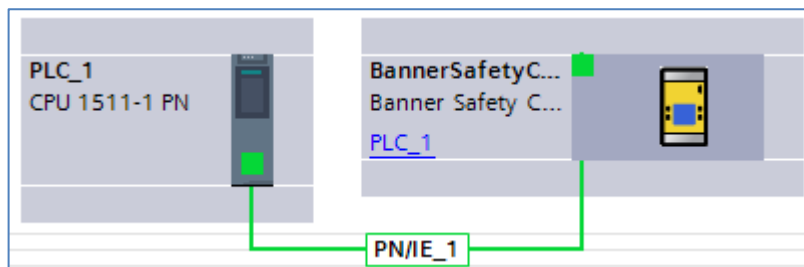 PLC_1
CPU 1511-1 PN
BannerSafetyC...
Banner Safety C...
PLC_1
PN/IE_1